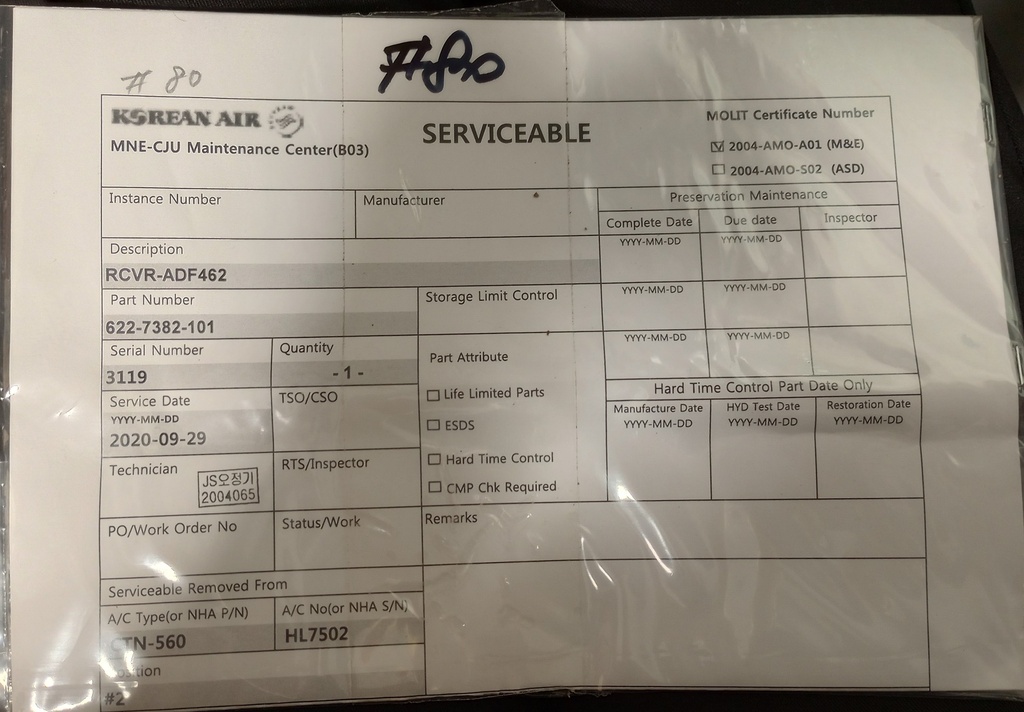 # 80
#80
KOREAN AIR
MNE-CJU Maintenance Center(B03)
SERVICEABLE
MOLIT Certificate Number
☑ 2004-AMO-A01 (M&E)
☐ 2004-AMO-S02 (ASD)
Instance Number
Manufacturer
Preservation Maintenance
Complete Date Due date Inspector
YYYY-MM-DD YYYY-MM-DD
Description
RCVR-ADF462
Part Number
622-7382-101
Storage Limit Control
YYYY-MM-DD YYYY-MM-DD
Serial Number
3119
Quantity
-1-
Part Attribute
YYYY-MM-DD YYYY-MM-DD
Service Date
YYYY-MM-DD
2020-09-29
TSO/CSO
☐ Life Limited Parts
☐ ESDS
☐ Hard Time Control
☐ CMP Chk Required
Hard Time Control Part Date Only
Manufacture Date HYD Test Date Restoration Date
YYYY-MM-DD YYYY-MM-DD YYYY-MM-DD
Technician
JS오정기
2004065
RTS/Inspector
PO/Work Order No
Status/Work
Remarks
Serviceable Removed From
A/C Type(or NHA P/N)
CTN-560
A/C No(or NHA S/N)
HL7502
Position
#2